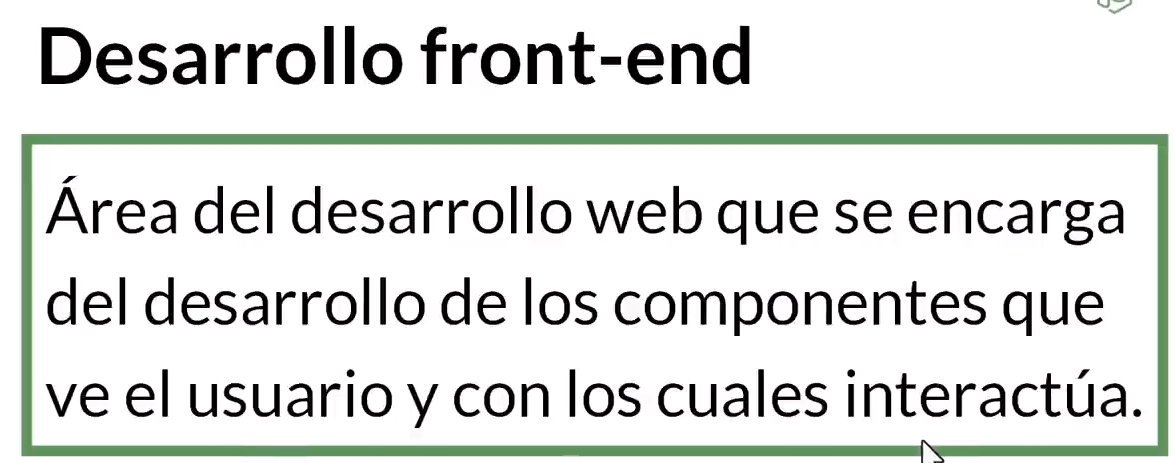 Desarrollo front-end
Área del desarrollo web que se encarga
del desarrollo de los componentes que
ve el usuario y con los cuales interactúa.